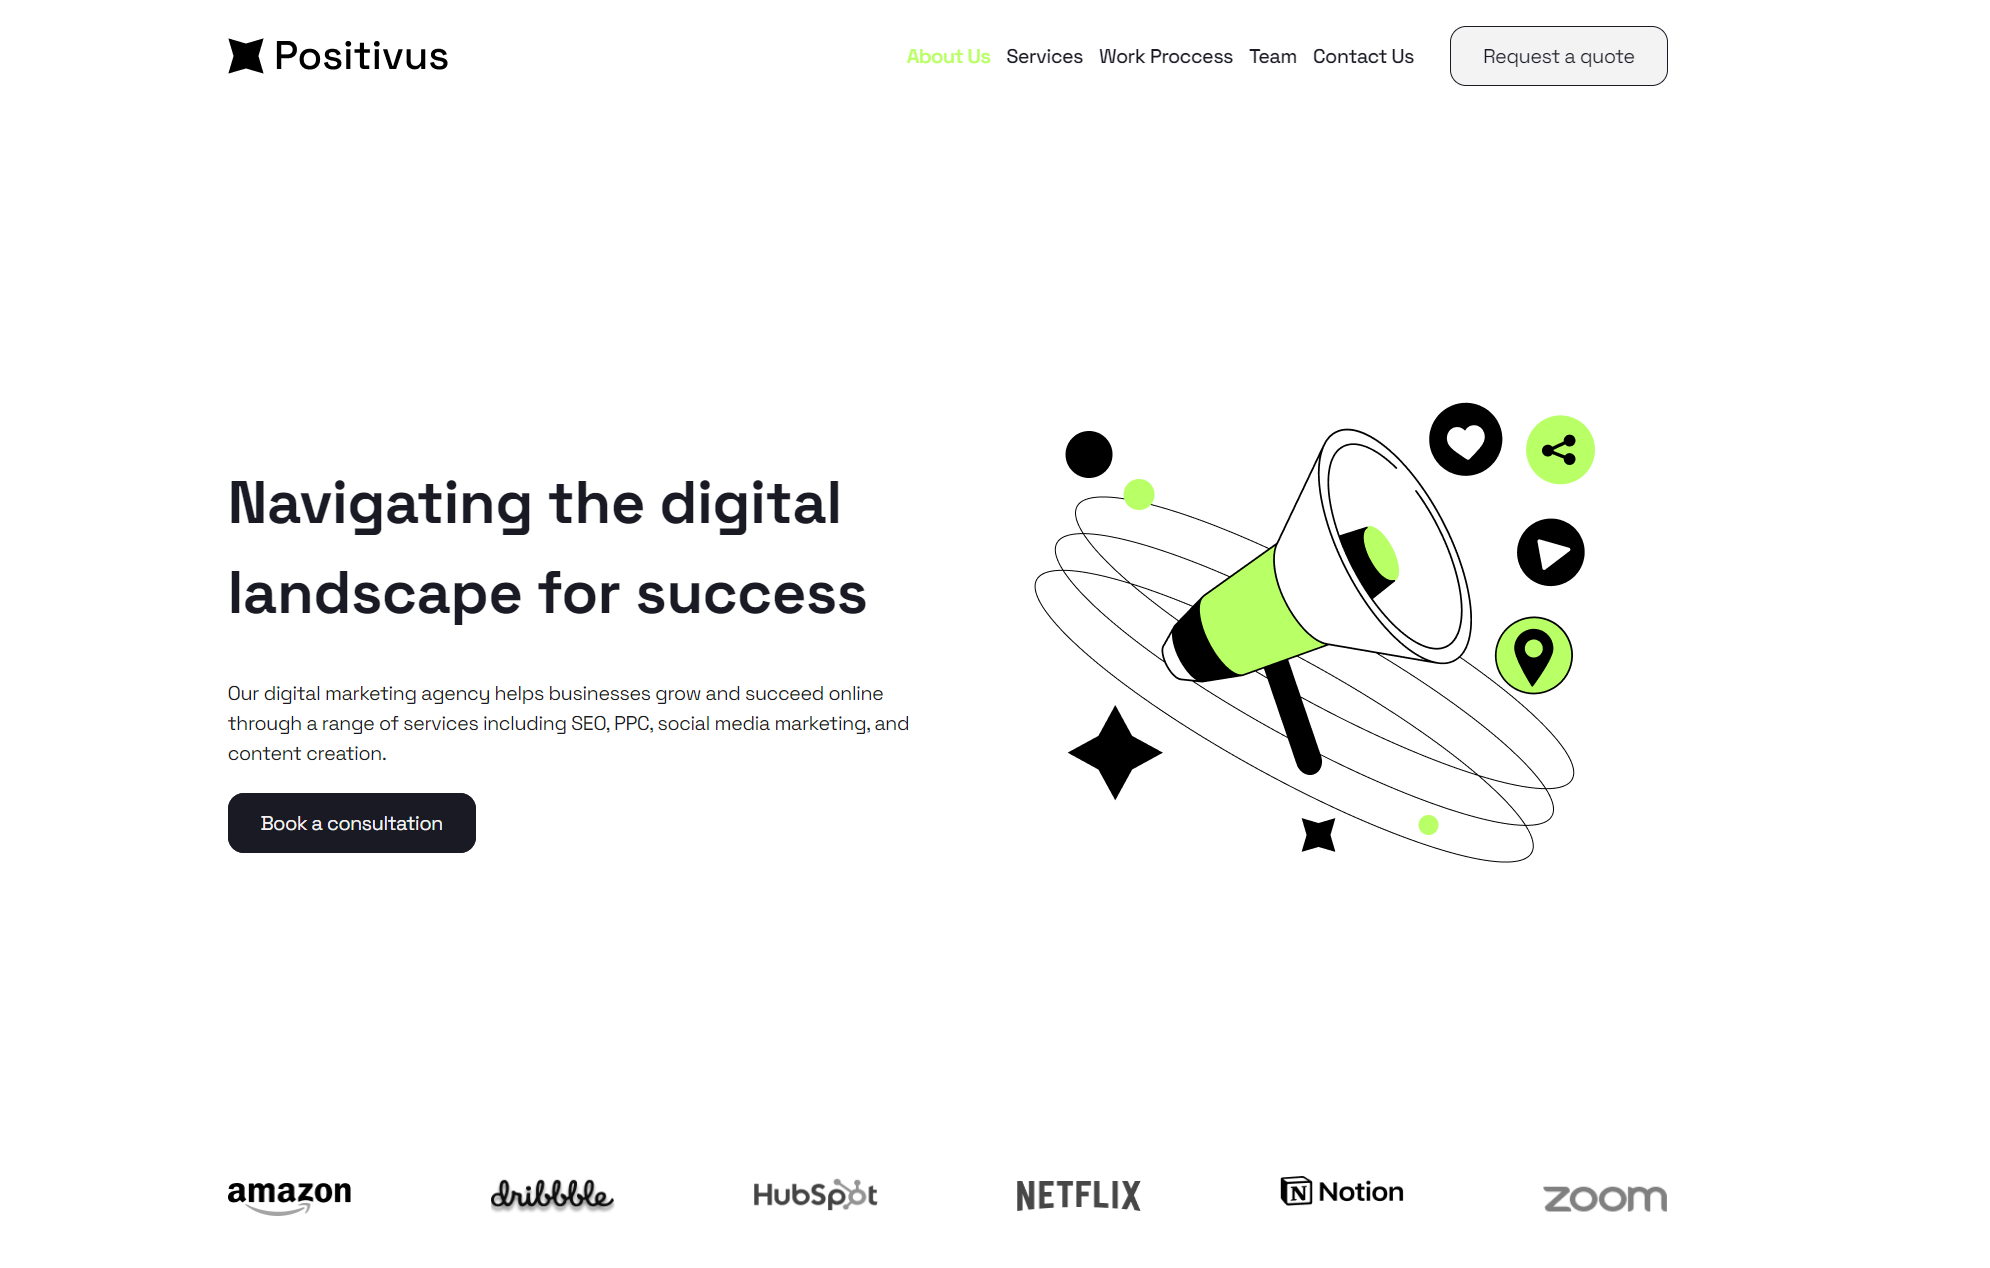 Positivus
About Us Services Work Proccess Team Contact Us Request a quote
Navigating the digital
landscape for success
Our digital marketing agency helps businesses grow and succeed online
through a range of services including SEO, PPC, social media marketing, and
content creation.
Book a consultation
amazon dribbble HubSpot NETFLIX N Notion zoom